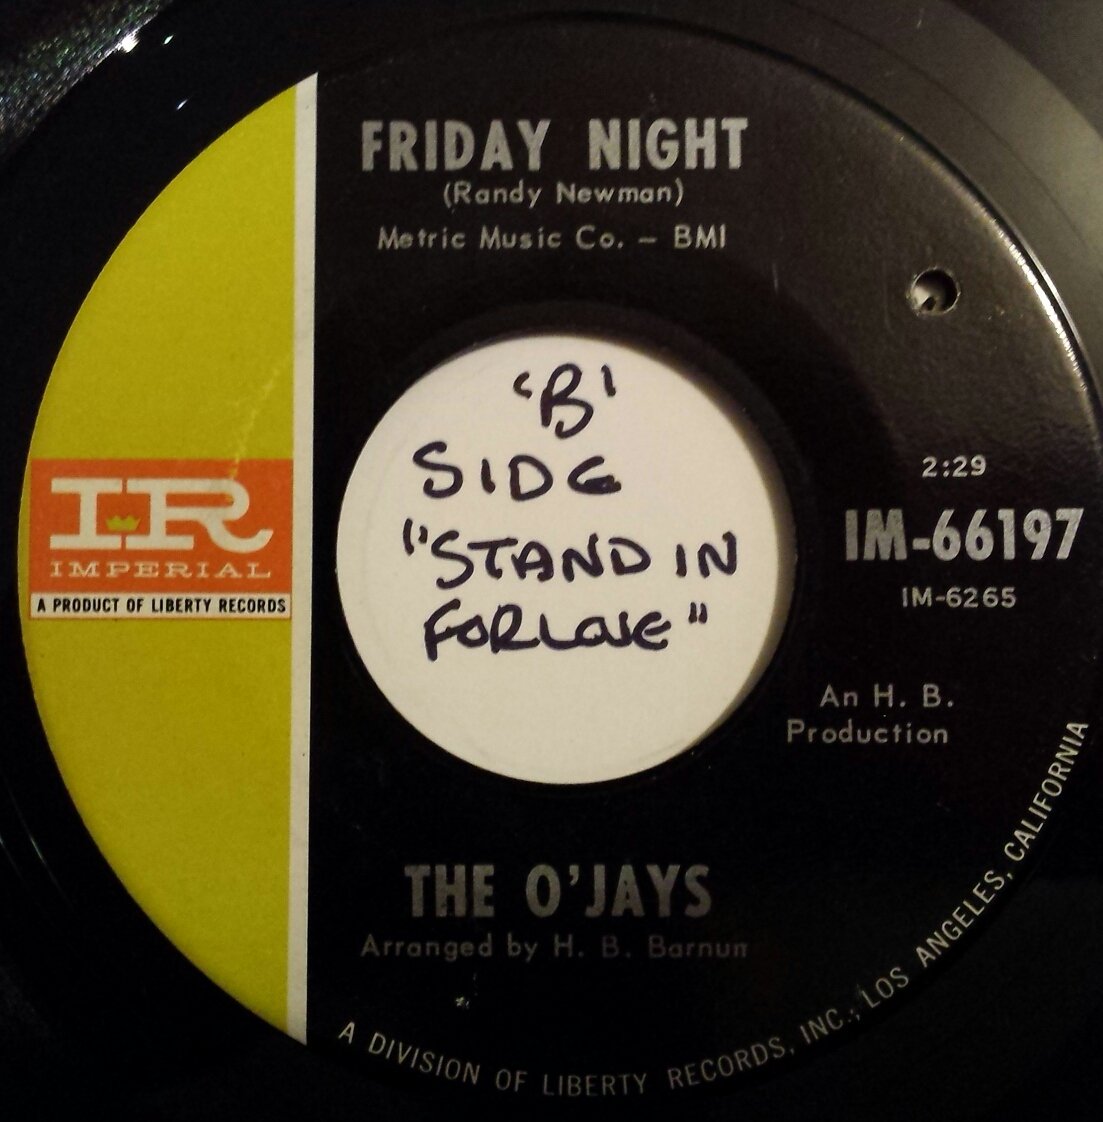 FRIDAY NIGHT
(Randy Newman)
Metric Music Co. – BMI
'B'
SIDE
"STAND IN
FOR LOVE"
IR
IMPERIAL
A PRODUCT OF LIBERTY RECORDS
2:29
IM-66197
IM-6265
An H. B.
Production
THE O'JAYS
Arranged by H. B. Barnum
A DIVISION OF LIBERTY RECORDS, INC., LOS ANGELES, CALIFORNIA